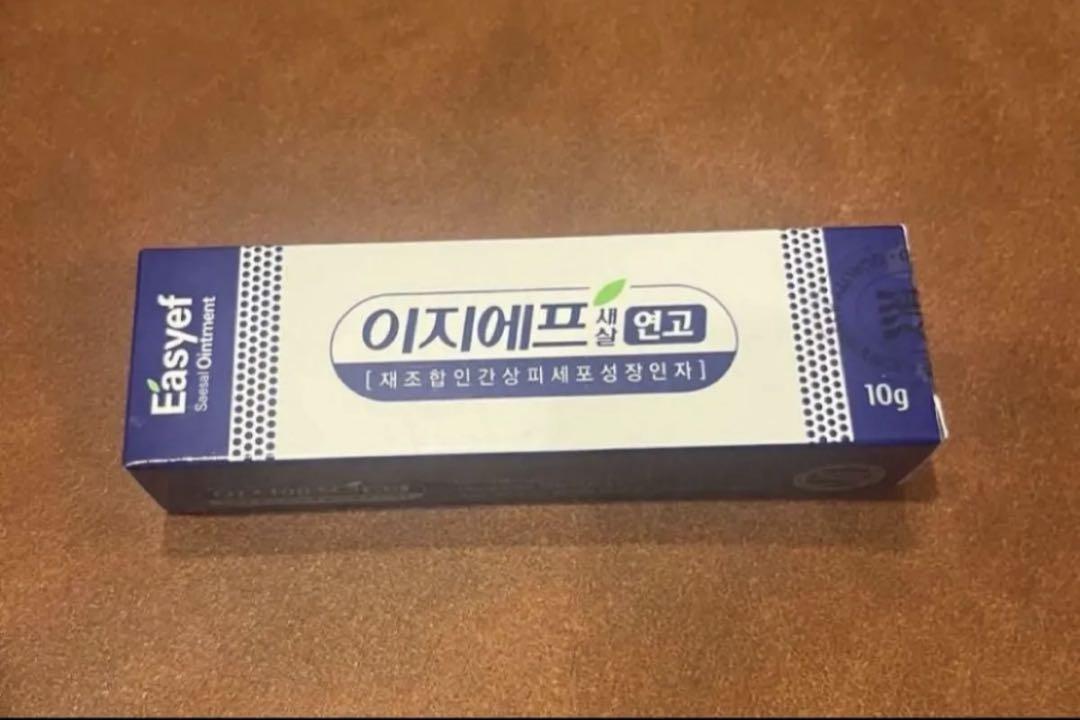 Easyef
Saesal Ointment
이지에프 새살 연고
[재조합인간상피세포성장인자]
10g